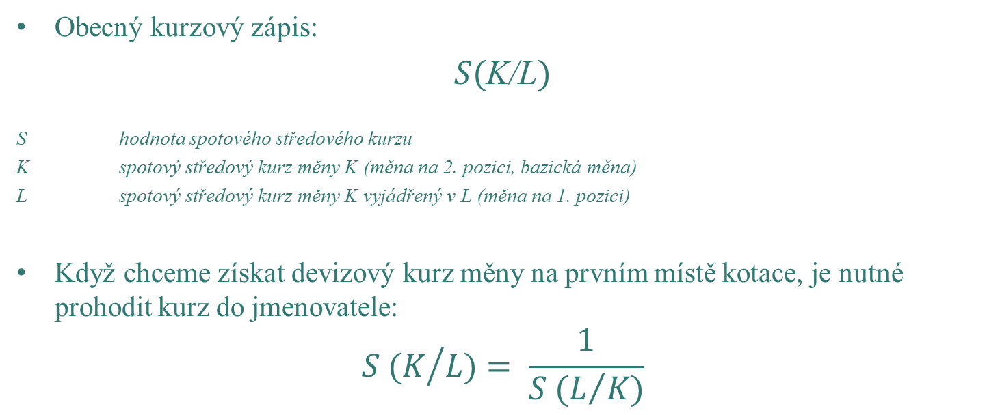 • Obecný kurzový zápis:
S(K/L)
S hodnota spotového středového kurzu
K spotový středový kurz měny K (měna na 2. pozici, bazická měna)
L spotový středový kurz měny K vyjádřený v L (měna na 1. pozici)
• Když chceme získat devizový kurz měny na prvním místě kotace, je nutné
prohodit kurz do jmenovatele:
1
S (K/L) =
S (L/K)